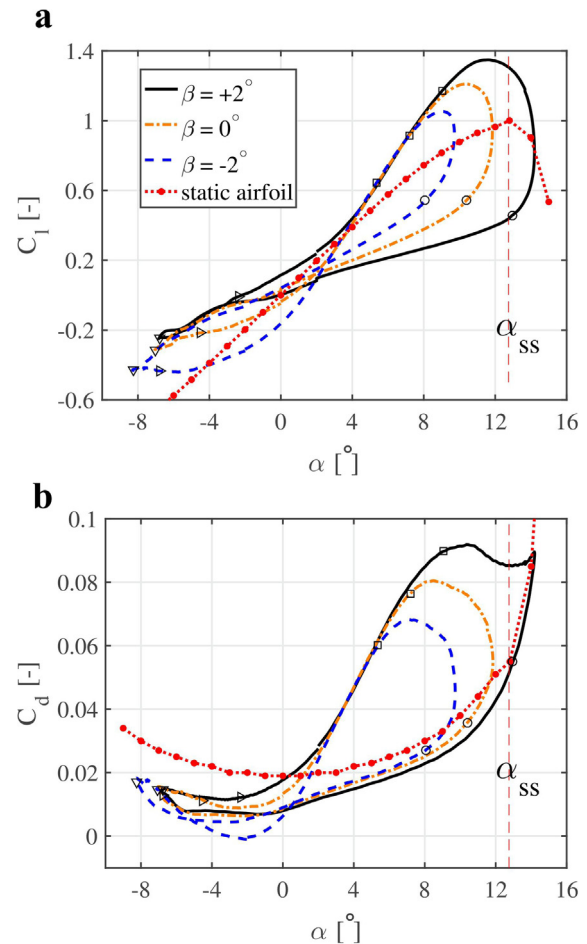 a
1.4
1
0.6
0.2
-0.2
-0.6
C_l [-]
β = +2°
β = 0°
β = -2°
static airfoil
α_ss
-8 -4 0 4 8 12 16
α [°]
b
0.1
0.08
0.06
0.04
0.02
0
C_d [-]
α_ss
-8 -4 0 4 8 12 16
α [°]